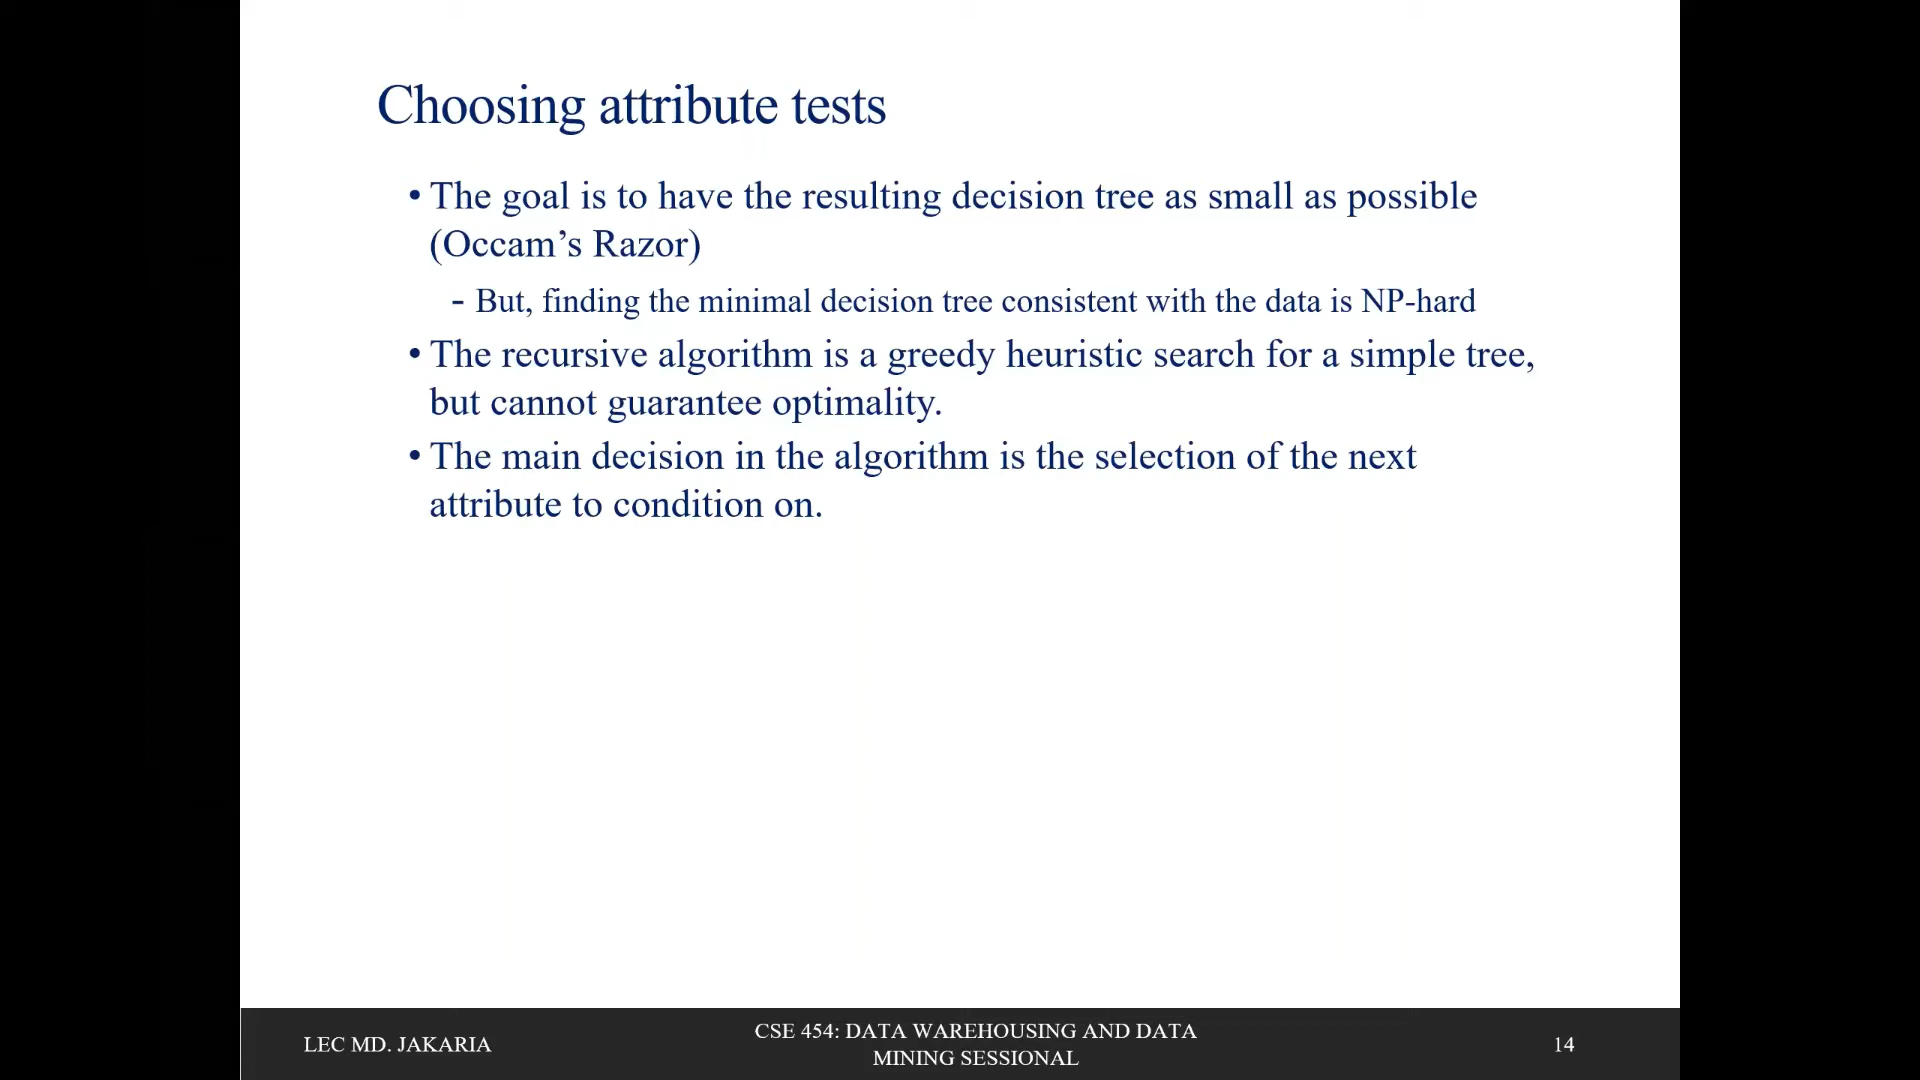 Choosing attribute tests
• The goal is to have the resulting decision tree as small as possible
(Occam’s Razor)
- But, finding the minimal decision tree consistent with the data is NP-hard
• The recursive algorithm is a greedy heuristic search for a simple tree,
but cannot guarantee optimality.
• The main decision in the algorithm is the selection of the next
attribute to condition on.
LEC MD. JAKARIA
CSE 454: DATA WAREHOUSING AND DATA
MINING SESSIONAL
14